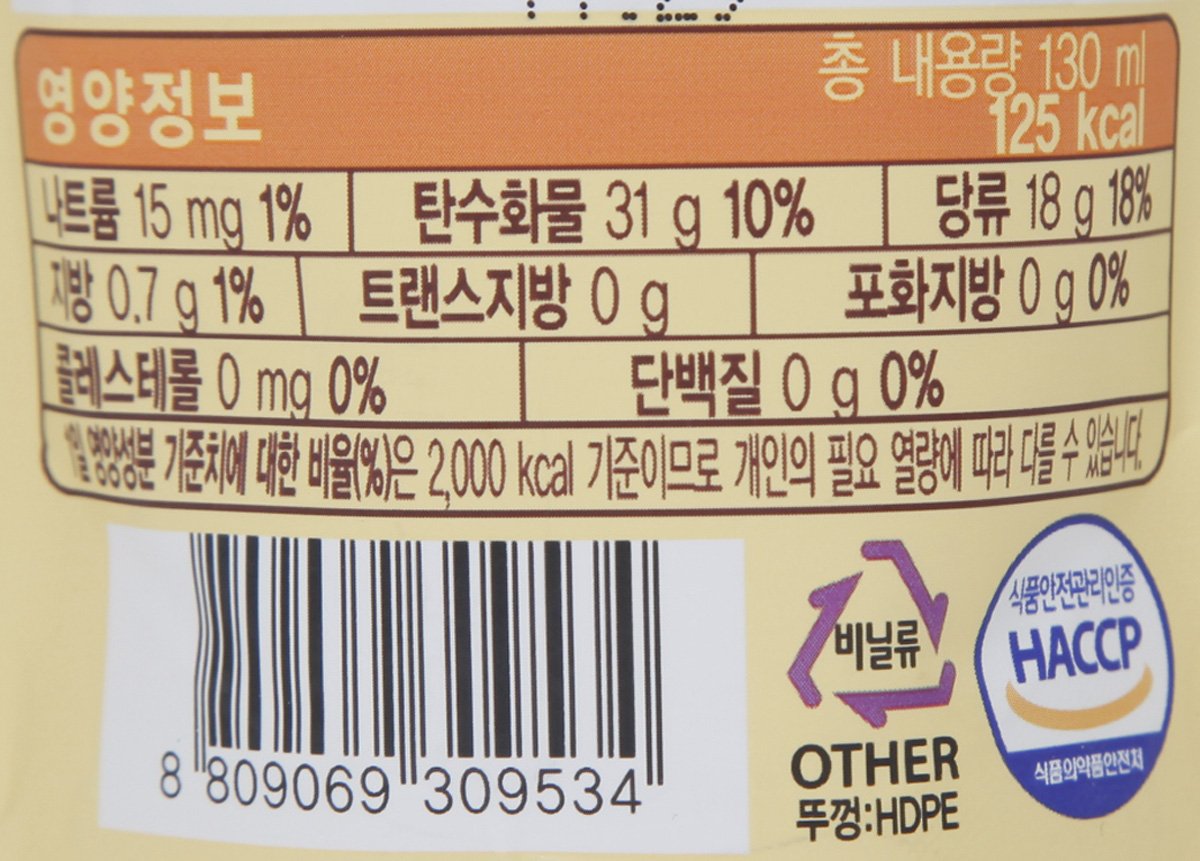 영양정보
총 내용량 130 ml
125 kcal
나트륨 15 mg 1% 탄수화물 31 g 10% 당류 18 g 18%
지방 0.7 g 1% 트랜스지방 0 g 포화지방 0 g 0%
콜레스테롤 0 mg 0% 단백질 0 g 0%
1일 영양성분 기준치에 대한 비율(%)은 2,000 kcal 기준이므로 개인의 필요 열량에 따라 다를 수 있습니다.
8 809069 309534
비닐류
OTHER
뚜껑:HDPE
식품안전관리인증
HACCP
식품의약품안전처